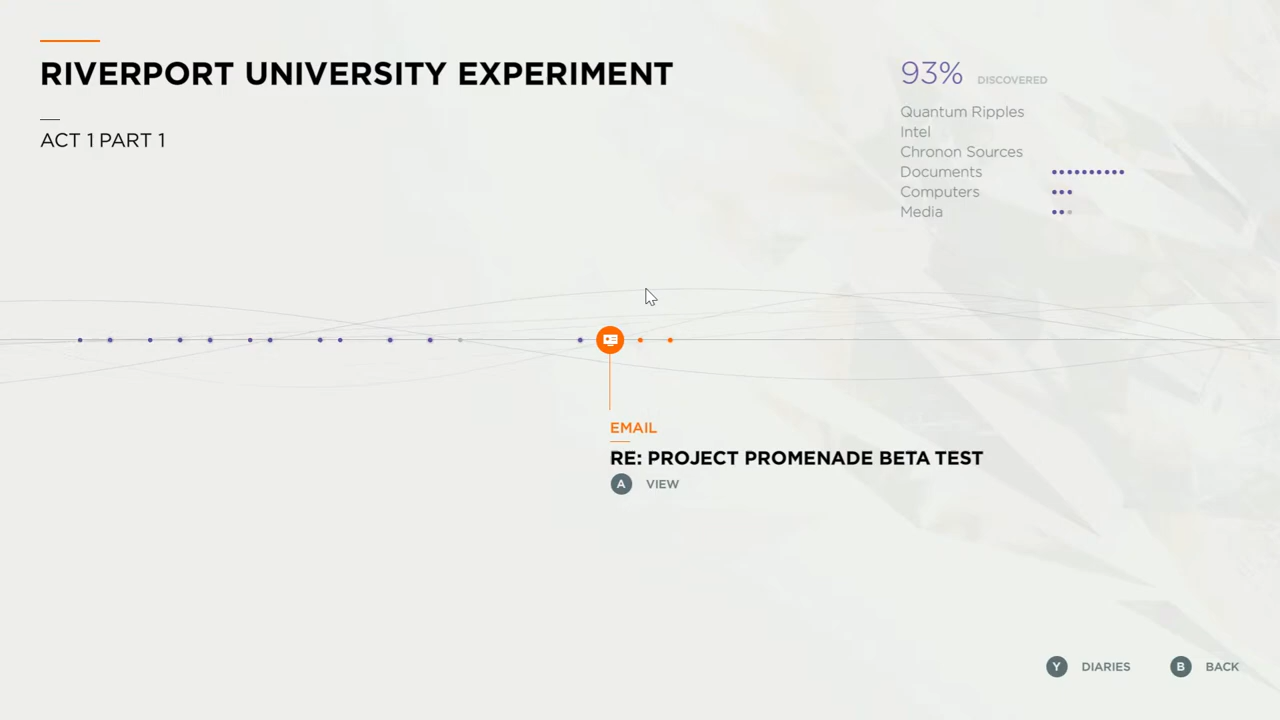 RIVERPORT UNIVERSITY EXPERIMENT
ACT 1 PART 1
93% DISCOVERED
Quantum Ripples
Intel
Chronon Sources
Documents
Computers
Media
EMAIL
RE: PROJECT PROMENADE BETA TEST
A VIEW
Y DIARIES B BACK